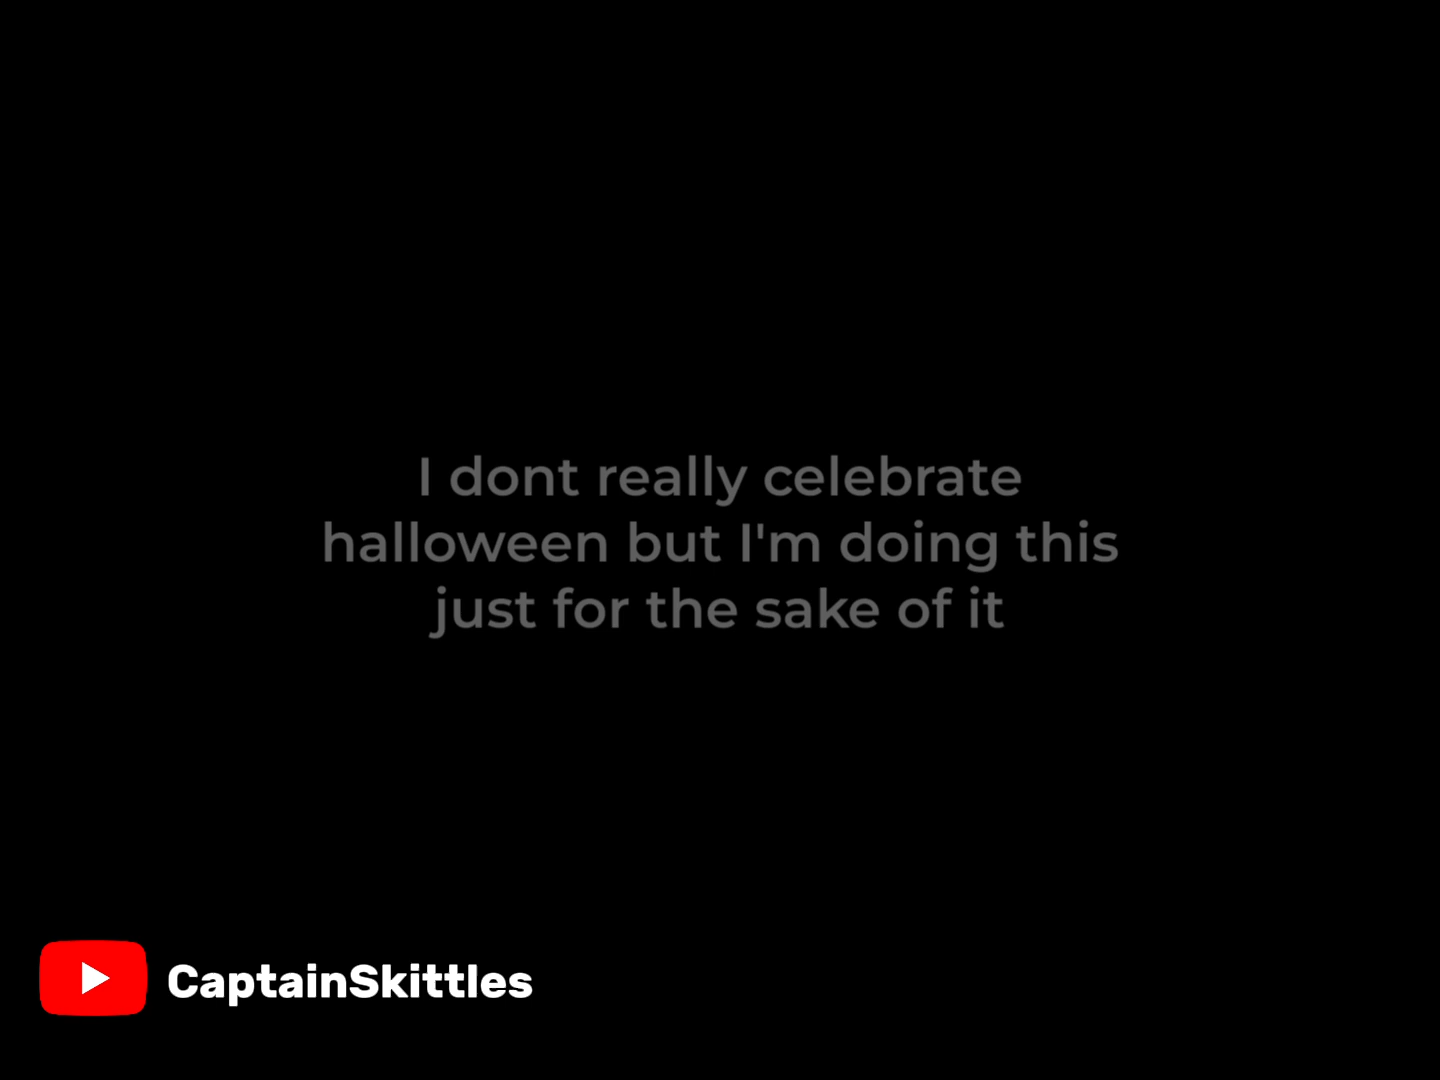 I dont really celebrate
halloween but I'm doing this
just for the sake of it
CaptainSkittles